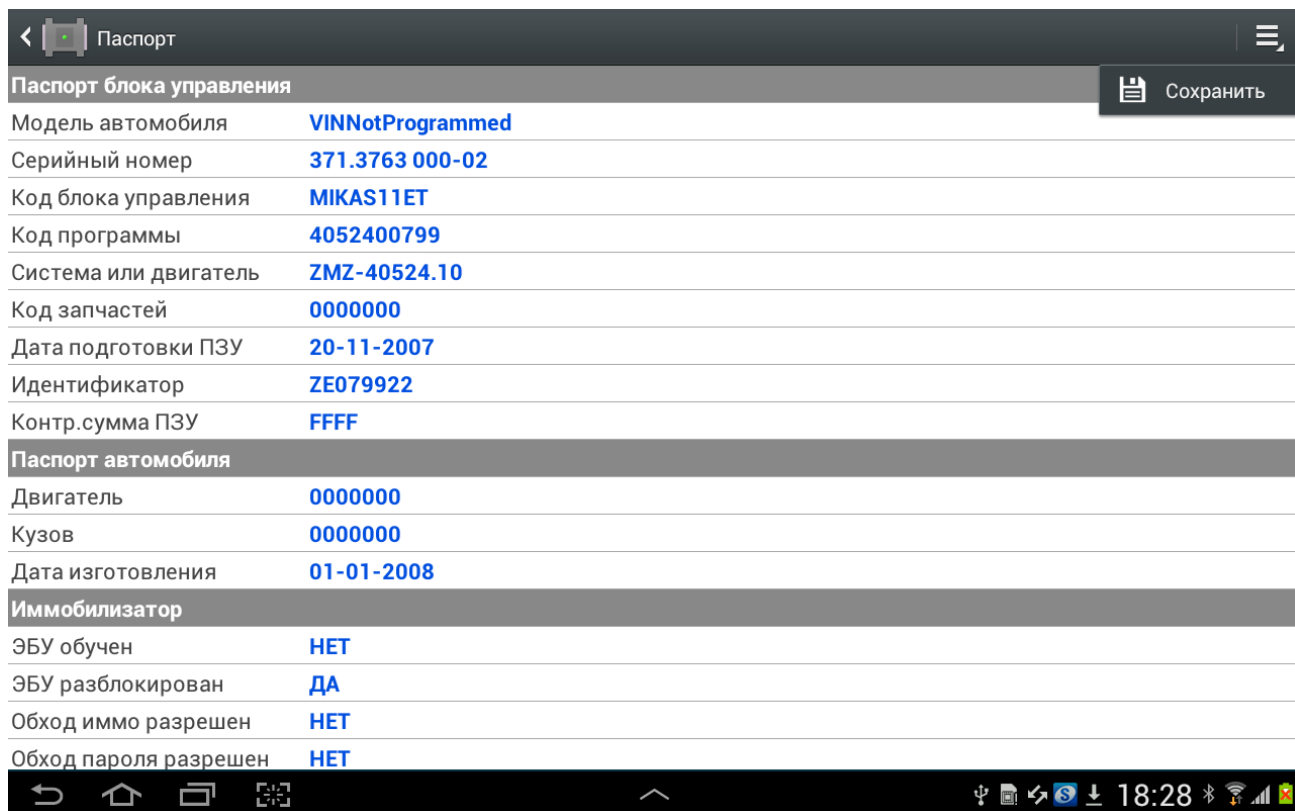 Паспорт
Паспорт блока управления
Сохранить
Модель автомобиля VINNotProgrammed
Серийный номер 371.3763 000-02
Код блока управления MIKAS11ET
Код программы 4052400799
Система или двигатель ZMZ-40524.10
Код запчастей 0000000
Дата подготовки ПЗУ 20-11-2007
Идентификатор ZE079922
Контр.сумма ПЗУ FFFF
Паспорт автомобиля
Двигатель 0000000
Кузов 0000000
Дата изготовления 01-01-2008
Иммобилизатор
ЭБУ обучен НЕТ
ЭБУ разблокирован ДА
Обход иммо разрешен НЕТ
Обход пароля разрешен НЕТ
18:28